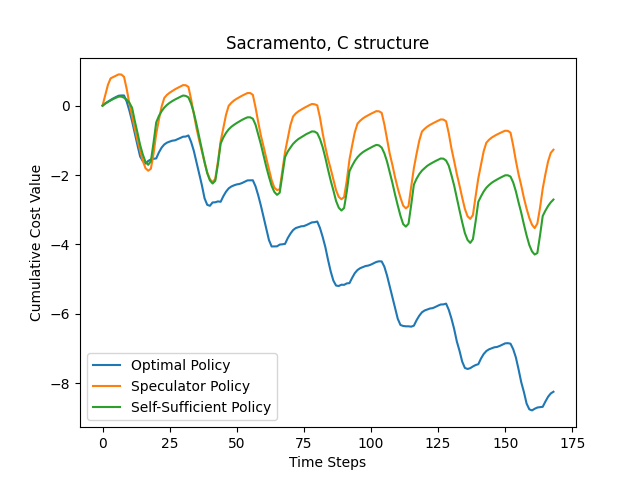 Sacramento, C structure
Cumulative Cost Value
0
−2
−4
−6
−8
Optimal Policy
Speculator Policy
Self-Sufficient Policy
0 25 50 75 100 125 150 175
Time Steps